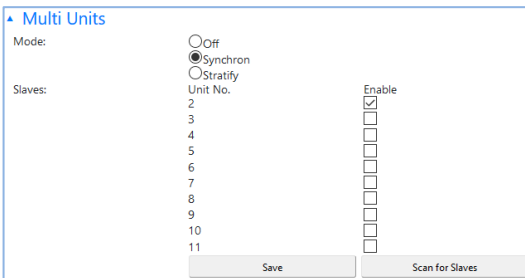 Multi Units
Mode: Off
Synchron
Stratify
Slaves: Unit No. Enable
2
3
4
5
6
7
8
9
10
11
Save Scan for Slaves